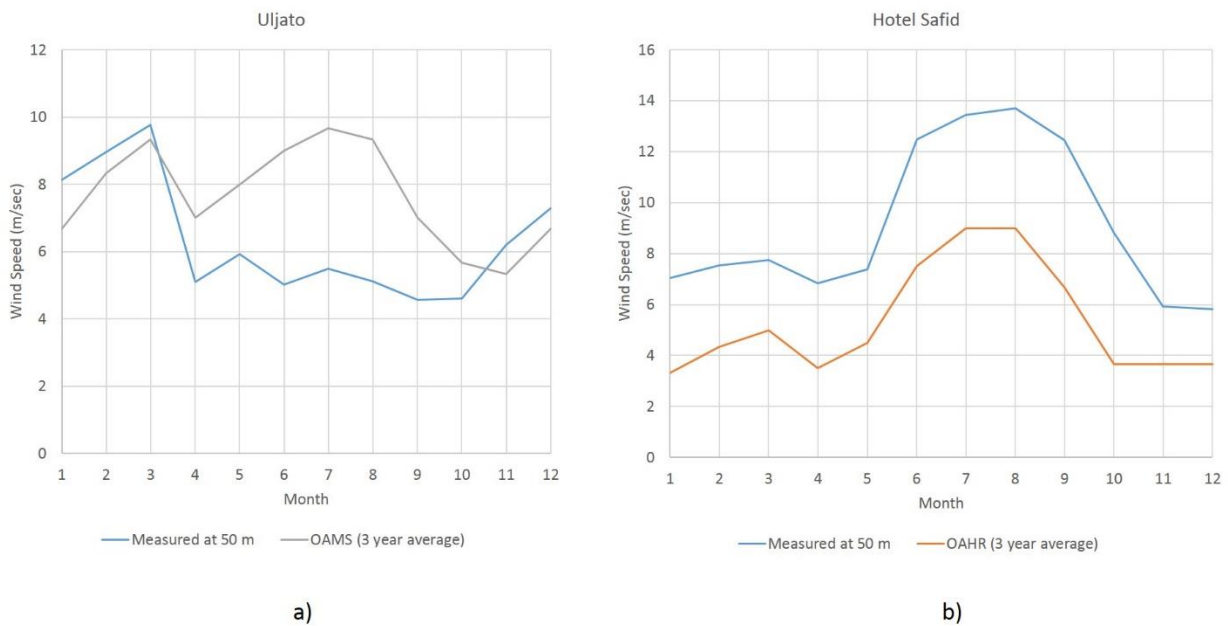 Uljato
12
10
8
6
4
2
0
Wind Speed (m/sec)
1 2 3 4 5 6 7 8 9 10 11 12
Month
Measured at 50 m OAMS (3 year average)
a)
Hotel Safid
16
14
12
10
8
6
4
2
0
Wind Speed (m/sec)
1 2 3 4 5 6 7 8 9 10 11 12
Month
Measured at 50 m OAHR (3 year average)
b)